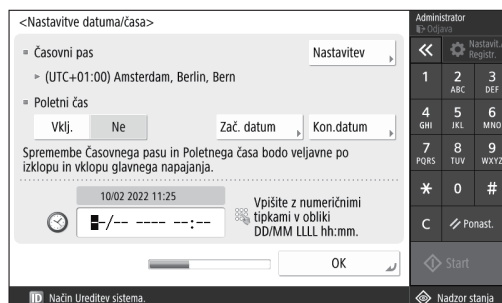 <Nastavitve datuma/časa>
Časovni pas
Nastavitev
(UTC+01:00) Amsterdam, Berlin, Bern
Poletni čas
Vklj.
Ne
Zač. datum
Kon.datum
Spremembe Časovnega pasu in Poletnega časa bodo veljavne po
izklopu in vklopu glavnega napajanja.
10/02 2022 11:25
-/-- ---- --:--
Vpišite z numeričnimi
tipkami v obliki
DD/MM LLLL hh:mm.
OK
ID Način Ureditev sistema.
Administrator
Odjava
Nastavit./
Registr.
1
2
ABC
3
DEF
4
GHI
5
JKL
6
MNO
7
PQRS
8
TUV
9
WXYZ
*
0
#
C
Ponast.
Start
Nadzor stanja